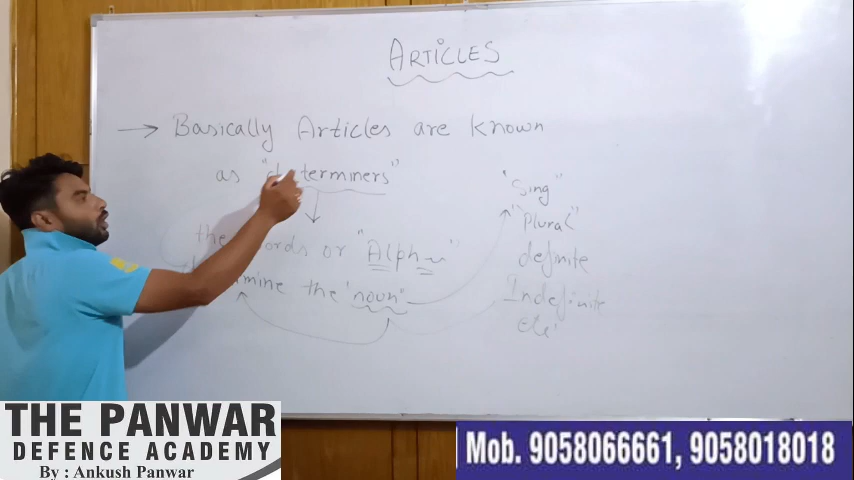 ARTICLES
→ Basically Articles are known
as "determiners"
the words or "Alph~"
determine the "noun"
"Sing"
"Plural"
definite
Indefinite
etc'
THE PANWAR
DEFENCE ACADEMY
By : Ankush Panwar
Mob. 9058066661, 9058018018